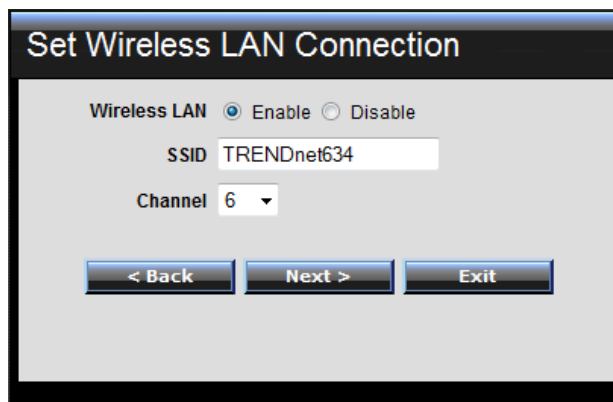 Set Wireless LAN Connection
Wireless LAN Enable Disable
SSID TRENDnet634
Channel 6
< Back Next > Exit